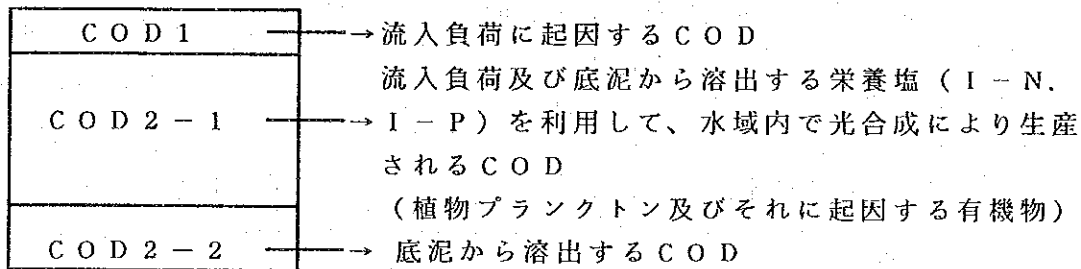 COD1 → 流入負荷に起因するCOD
流入負荷及び底泥から溶出する栄養塩（I－N.
COD2－1 → I－P）を利用して、水域内で光合成により生産
されるCOD
（植物プランクトン及びそれに起因する有機物）
COD2－2 → 底泥から溶出するCOD